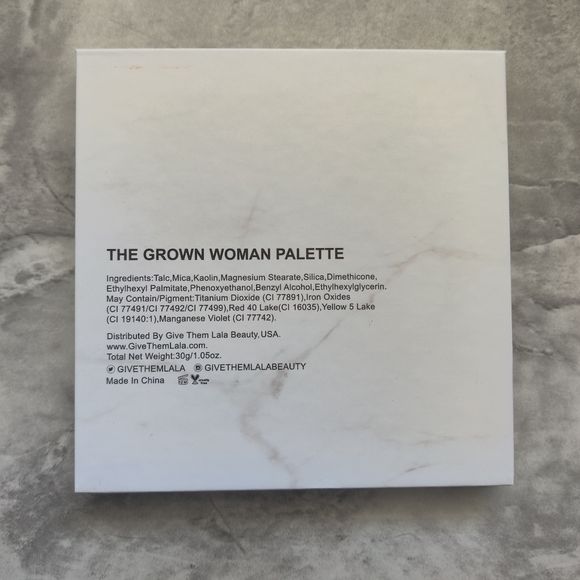 THE GROWN WOMAN PALETTE
Ingredients:Talc,Mica,Kaolin,Magnesium Stearate,Silica,Dimethicone,
Ethylhexyl Palmitate,Phenoxyethanol,Benzyl Alcohol,Ethylhexylglycerin.
May Contain/Pigment:Titanium Dioxide (CI 77891),Iron Oxides
(CI 77491/CI 77492/CI 77499),Red 40 Lake(CI 16035),Yellow 5 Lake
(CI 19140:1),Manganese Violet (CI 77742).
Distributed By Give Them Lala Beauty,USA.
www.GiveThemLala.com.
Total Net Weight:30g/1.05oz.
GIVETHEMLALA GIVETHEMLALABEAUTY
Made In China